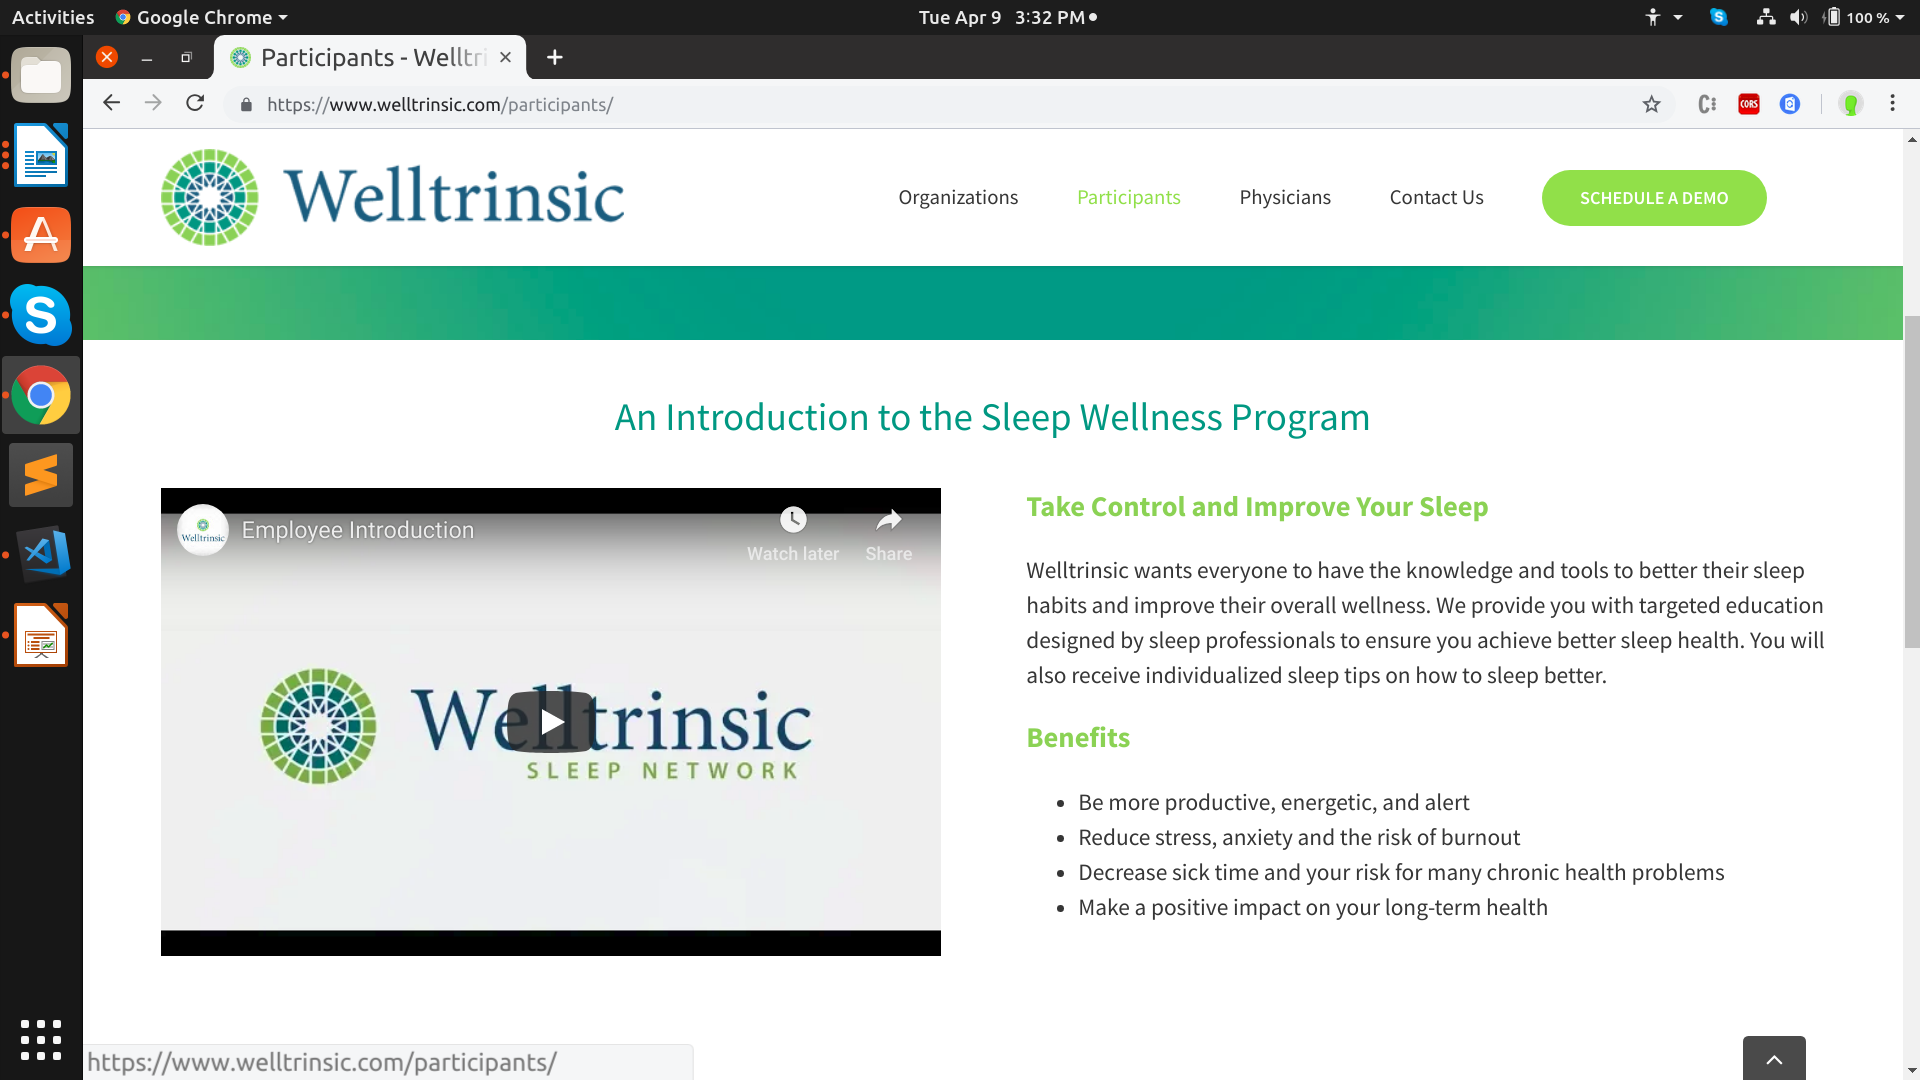 Activities
Google Chrome
Tue Apr 9 3:32 PM
100 %
Participants - Welltri
https://www.welltrinsic.com/participants/
CORS
Welltrinsic
Organizations
Participants
Physicians
Contact Us
SCHEDULE A DEMO
An Introduction to the Sleep Wellness Program
Welltrinsic
Employee Introduction
Watch later
Share
Welltrinsic
SLEEP NETWORK
Take Control and Improve Your Sleep
Welltrinsic wants everyone to have the knowledge and tools to better their sleep
habits and improve their overall wellness. We provide you with targeted education
designed by sleep professionals to ensure you achieve better sleep health. You will
also receive individualized sleep tips on how to sleep better.
Benefits
• Be more productive, energetic, and alert
• Reduce stress, anxiety and the risk of burnout
• Decrease sick time and your risk for many chronic health problems
• Make a positive impact on your long-term health
https://www.welltrinsic.com/participants/